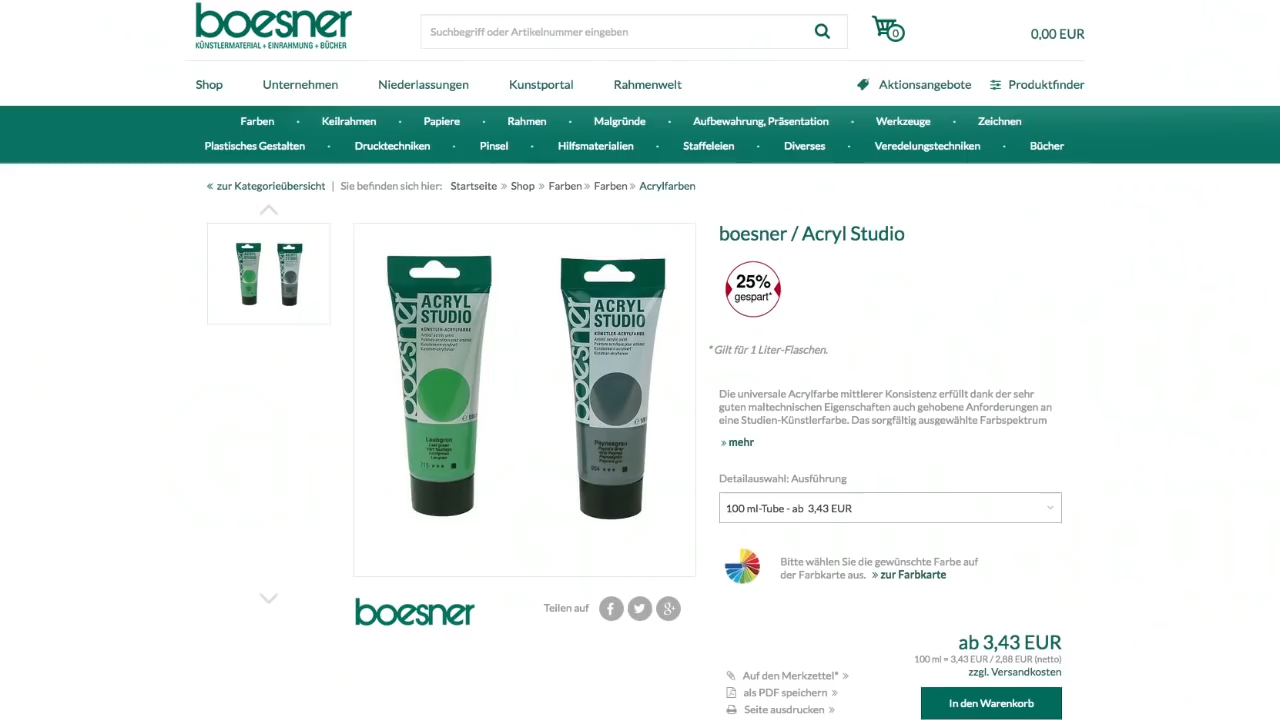 boesner
KÜNSTLERMATERIAL + EINRAHMUNG + BÜCHER
Suchbegriff oder Artikelnummer eingeben
0
0,00 EUR
Shop Unternehmen Niederlassungen Kunstportal Rahmenwelt Aktionsangebote Produktfinder
Farben • Keilrahmen • Papiere • Rahmen • Malgründe • Aufbewahrung, Präsentation • Werkzeuge • Zeichnen
Plastisches Gestalten • Drucktechniken • Pinsel • Hilfsmaterialien • Staffeleien • Diverses • Veredelungstechniken • Bücher
« zur Kategorieübersicht | Sie befinden sich hier: Startseite » Shop » Farben » Farben » Acrylfarben
boesner / Acryl Studio
25%
gespart*
* Gilt für 1 Liter-Flaschen.
Die universale Acrylfarbe mittlerer Konsistenz erfüllt dank der sehr
guten maltechnischen Eigenschaften auch gehobene Anforderungen an
eine Studien-Künstlerfarbe. Das sorgfältig ausgewählte Farbspektrum
» mehr
Detailauswahl: Ausführung
100 ml-Tube - ab 3,43 EUR
Bitte wählen Sie die gewünschte Farbe auf
der Farbkarte aus. » zur Farbkarte
ACRYL
STUDIO
KÜNSTLER-ACRYLFARBE
boesner
Laubgrün
ACRYL
STUDIO
KÜNSTLER-ACRYLFARBE
boesner
Paynesgrau
boesner
Teilen auf
ab 3,43 EUR
100 ml = 3,43 EUR / 2,88 EUR (netto)
zzgl. Versandkosten
Auf den Merkzettel* »
als PDF speichern »
Seite ausdrucken »
In den Warenkorb